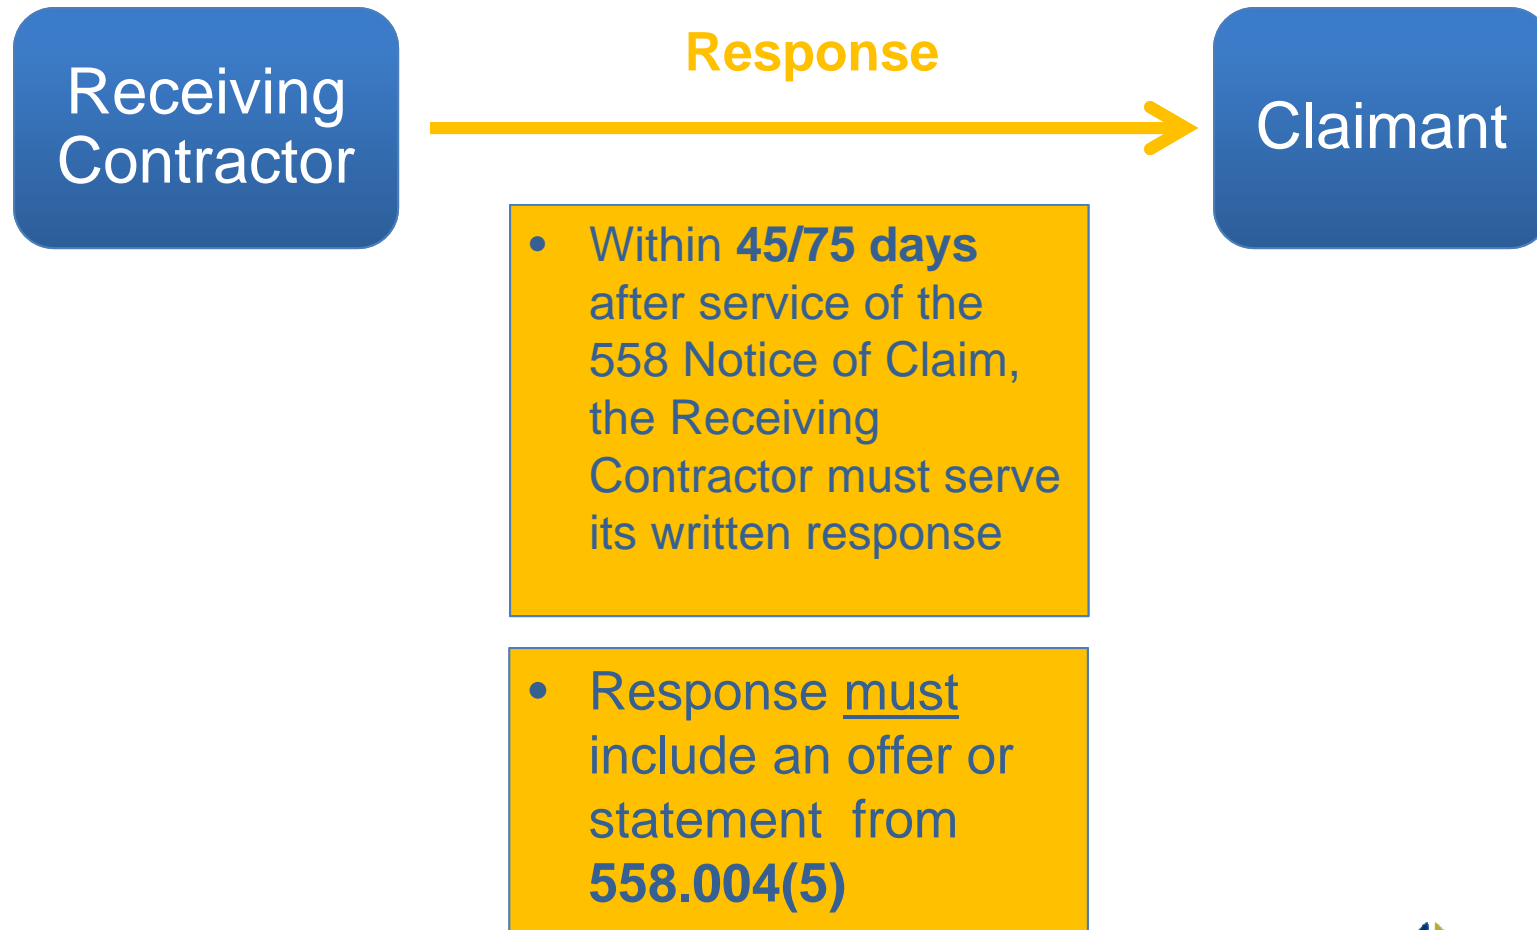 Receiving
Contractor
Response
Claimant
• Within 45/75 days
after service of the
558 Notice of Claim,
the Receiving
Contractor must serve
its written response
• Response must
include an offer or
statement from
558.004(5)